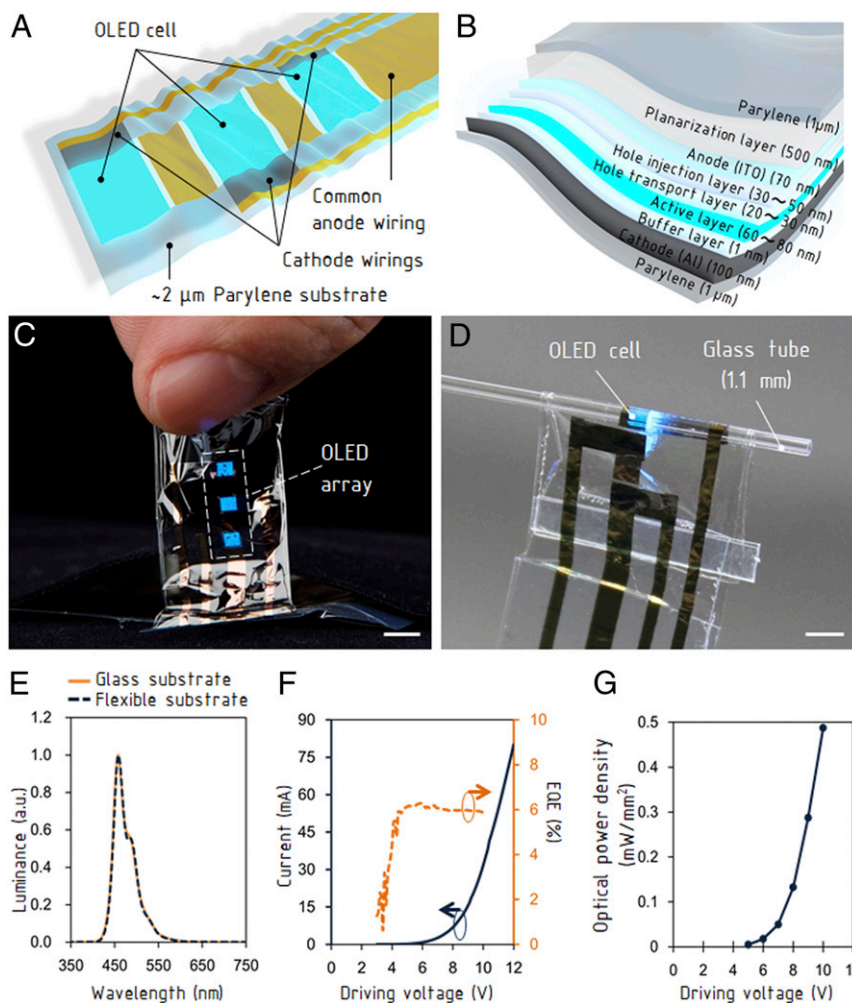 A
OLED cell
Common
anode wiring
Cathode wirings
~2 μm Parylene substrate
B
Parylene (1μm)
Planarization layer (500 nm)
Anode (ITO) (70 nm)
Hole injection layer (30~50 nm)
Hole transport layer (20~30 nm)
Active layer (60~80 nm)
Buffer layer (1 nm)
Cathode (Al) (100 nm)
Parylene (1μm)
C
OLED
array
D
OLED cell
Glass tube
(1.1 mm)
E
Glass substrate
Flexible substrate
Luminance (a.u.)
1.2
1.0
0.8
0.6
0.4
0.2
0.0
350 450 550 650 750
Wavelength (nm)
F
Current (mA)
90
75
60
45
30
15
0
10
8
6
4
2
0
EQE (%)
0 2 4 6 8 10 12
Driving voltage (V)
G
Optical power density
(mW/mm²)
0.5
0.4
0.3
0.2
0.1
0
0 2 4 6 8 10 12
Driving voltage (V)